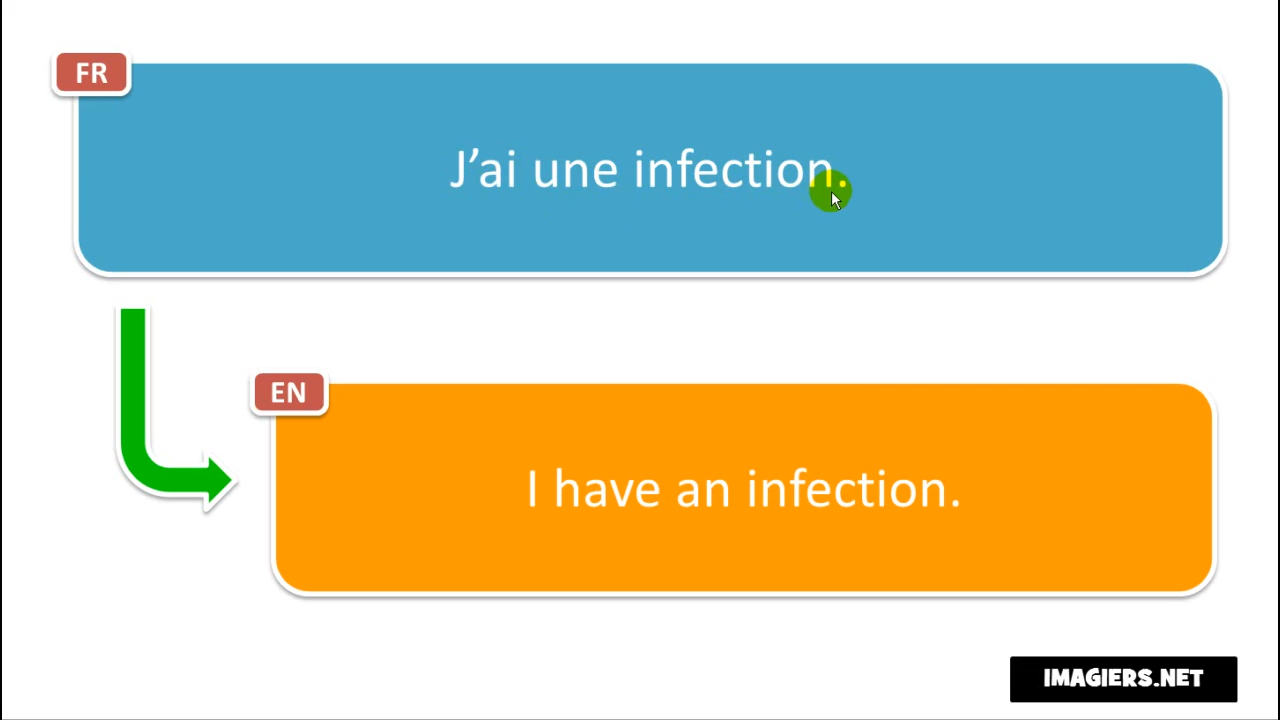 FR
J’ai une infection.
EN
I have an infection.
IMAGIERS.NET